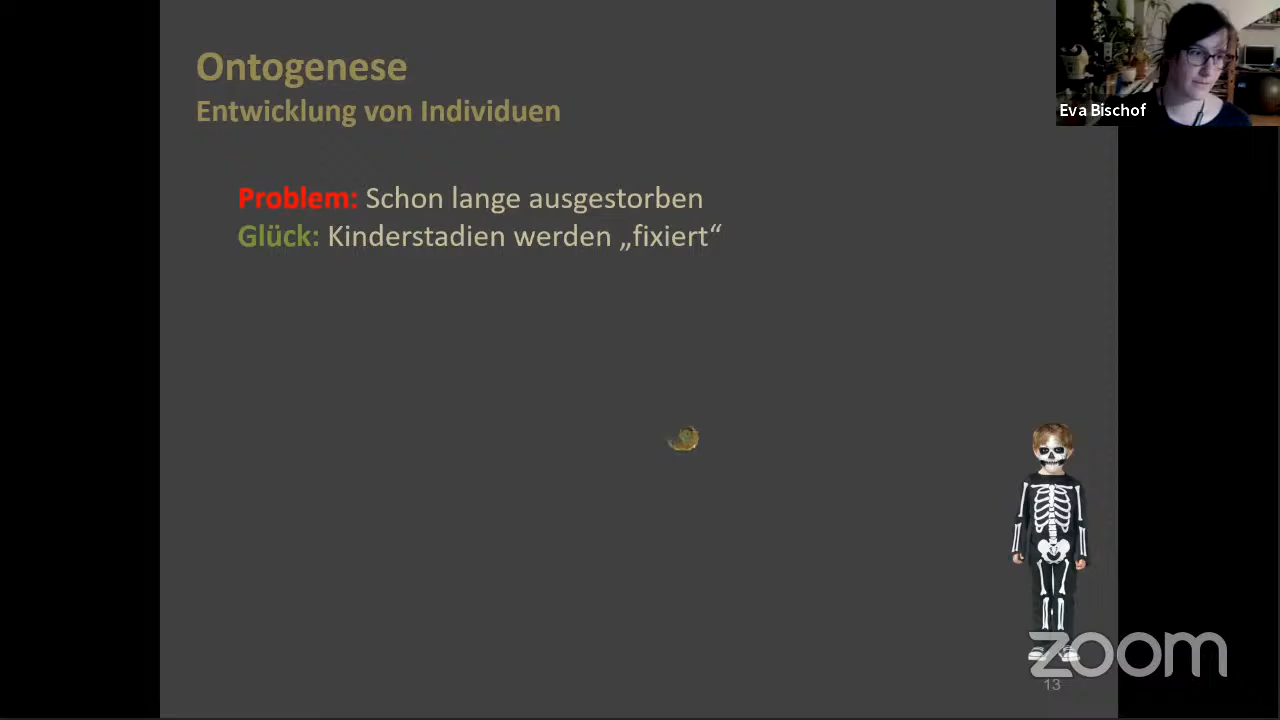 Ontogenese
Entwicklung von Individuen
Eva Bischof
Problem: Schon lange ausgestorben
Glück: Kinderstadien werden „fixiert“
zoom
13